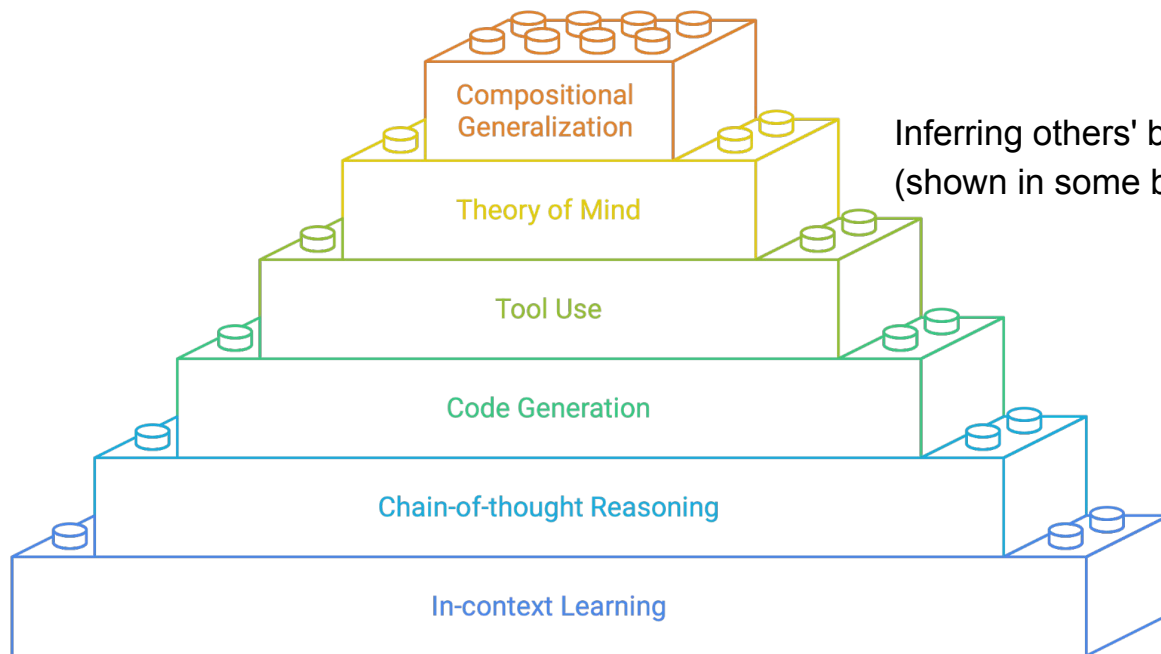 Compositional
Generalization
Inferring others' b
(shown in some b
Theory of Mind
Tool Use
Code Generation
Chain-of-thought Reasoning
In-context Learning